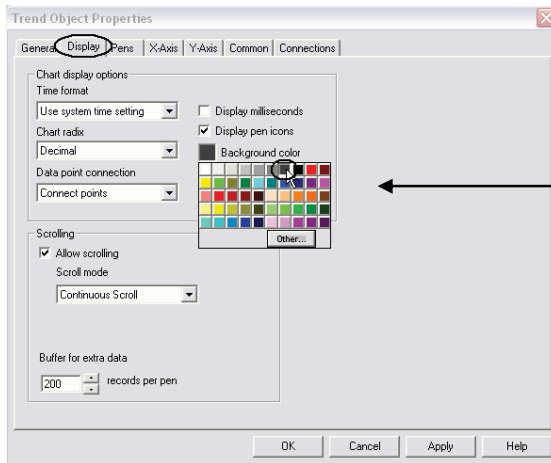 Trend Object Properties
General Display Pens X-Axis Y-Axis Common Connections
Chart display options
Time format
Use system time setting
Display milliseconds
Chart radix
Display pen icons
Decimal
Background color
Data point connection
Connect points
Other...
Scrolling
Allow scrolling
Scroll mode
Continuous Scroll
Buffer for extra data
200 records per pen
OK Cancel Apply Help